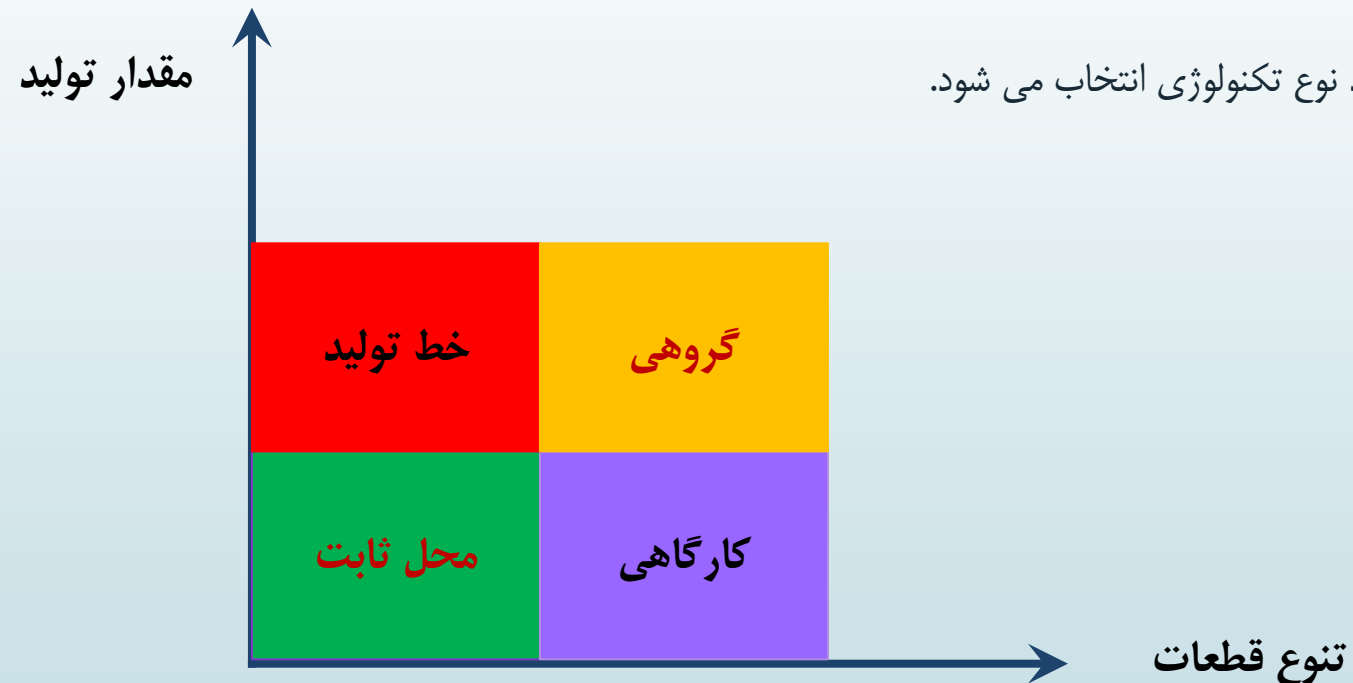 نوع تکنولوژی انتخاب می شود.
مقدار تولید
خط تولید
گروهی
محل ثابت
کارگاهی
تنوع قطعات